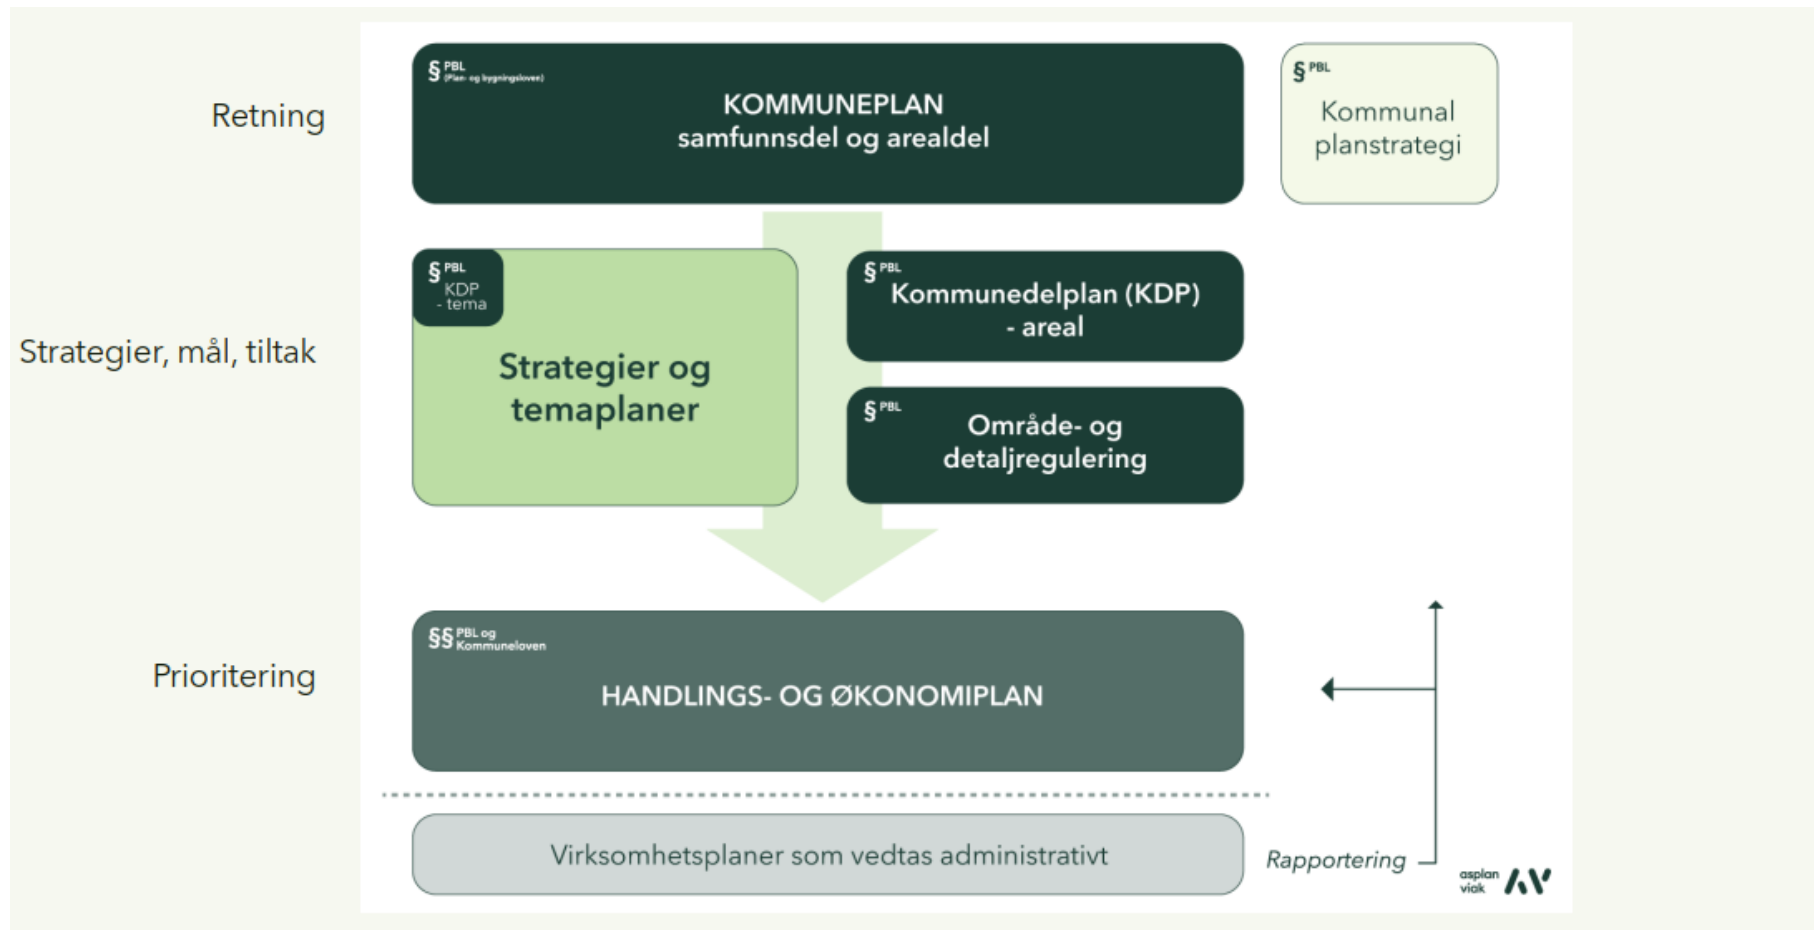 Retning
§ PBL
(Plan- og bygningsloven)
KOMMUNEPLAN
samfunnsdel og arealdel
§ PBL
Kommunal
planstrategi
Strategier, mål, tiltak
§ PBL
KDP
- tema
Strategier og
temaplaner
§ PBL
Kommunedelplan (KDP)
- areal
§ PBL
Område- og
detaljregulering
Prioritering
§§ PBL og
Kommuneloven
HANDLINGS- OG ØKONOMIPLAN
Virksomhetsplaner som vedtas administrativt
Rapportering
asplan
viak